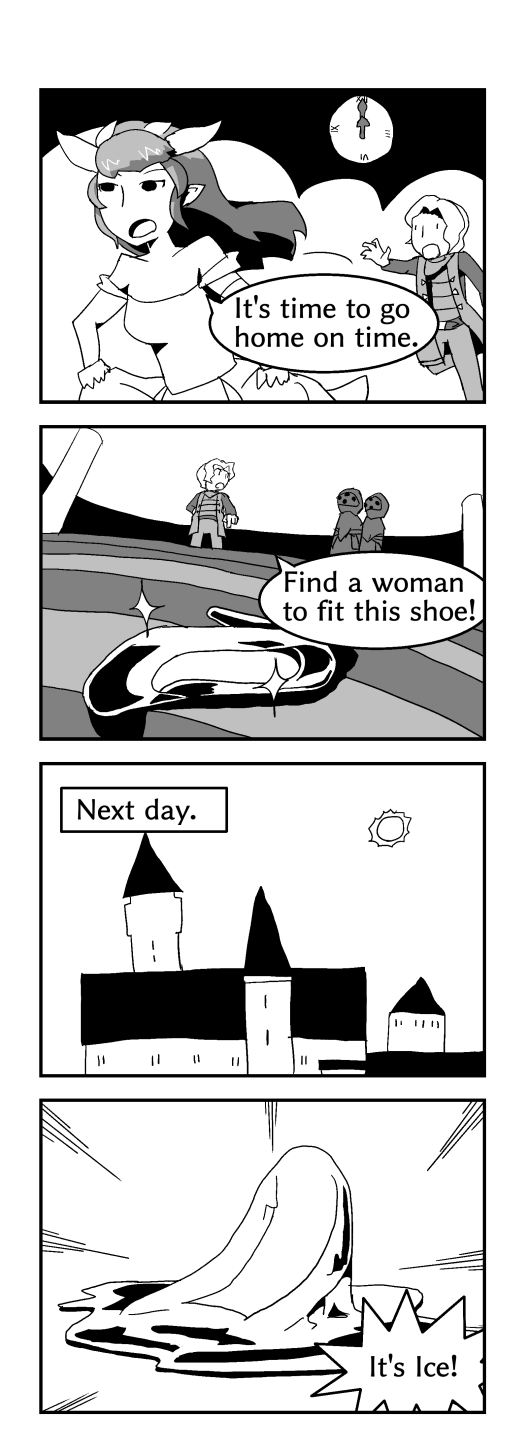 It's time to go
home on time.
Find a woman
to fit this shoe!
Next day.
It's Ice!